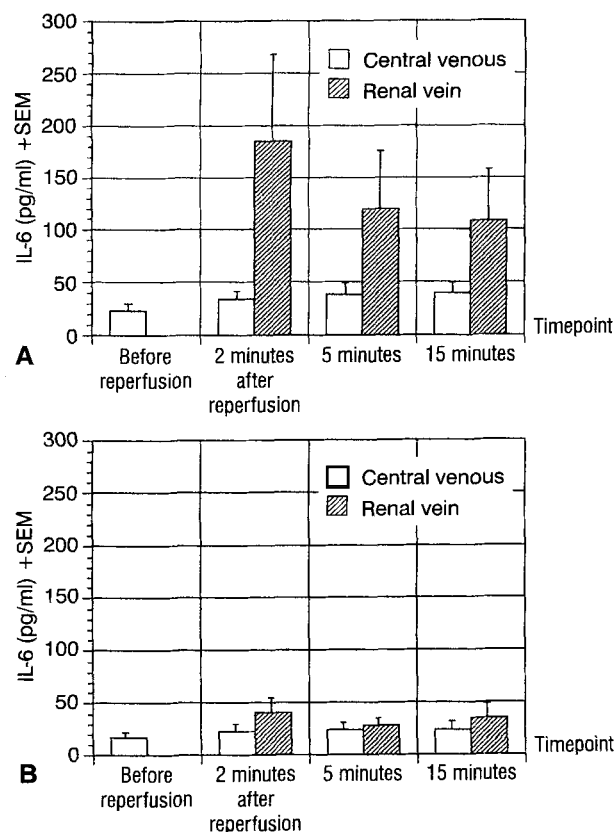 300
250
200
150
100
50
0
IL-6 (pg/ml) +SEM
Central venous
Renal vein
Timepoint
A
Before reperfusion
2 minutes after reperfusion
5 minutes
15 minutes
300
250
200
150
100
50
0
IL-6 (pg/ml) +SEM
Central venous
Renal vein
Timepoint
B
Before reperfusion
2 minutes after reperfusion
5 minutes
15 minutes